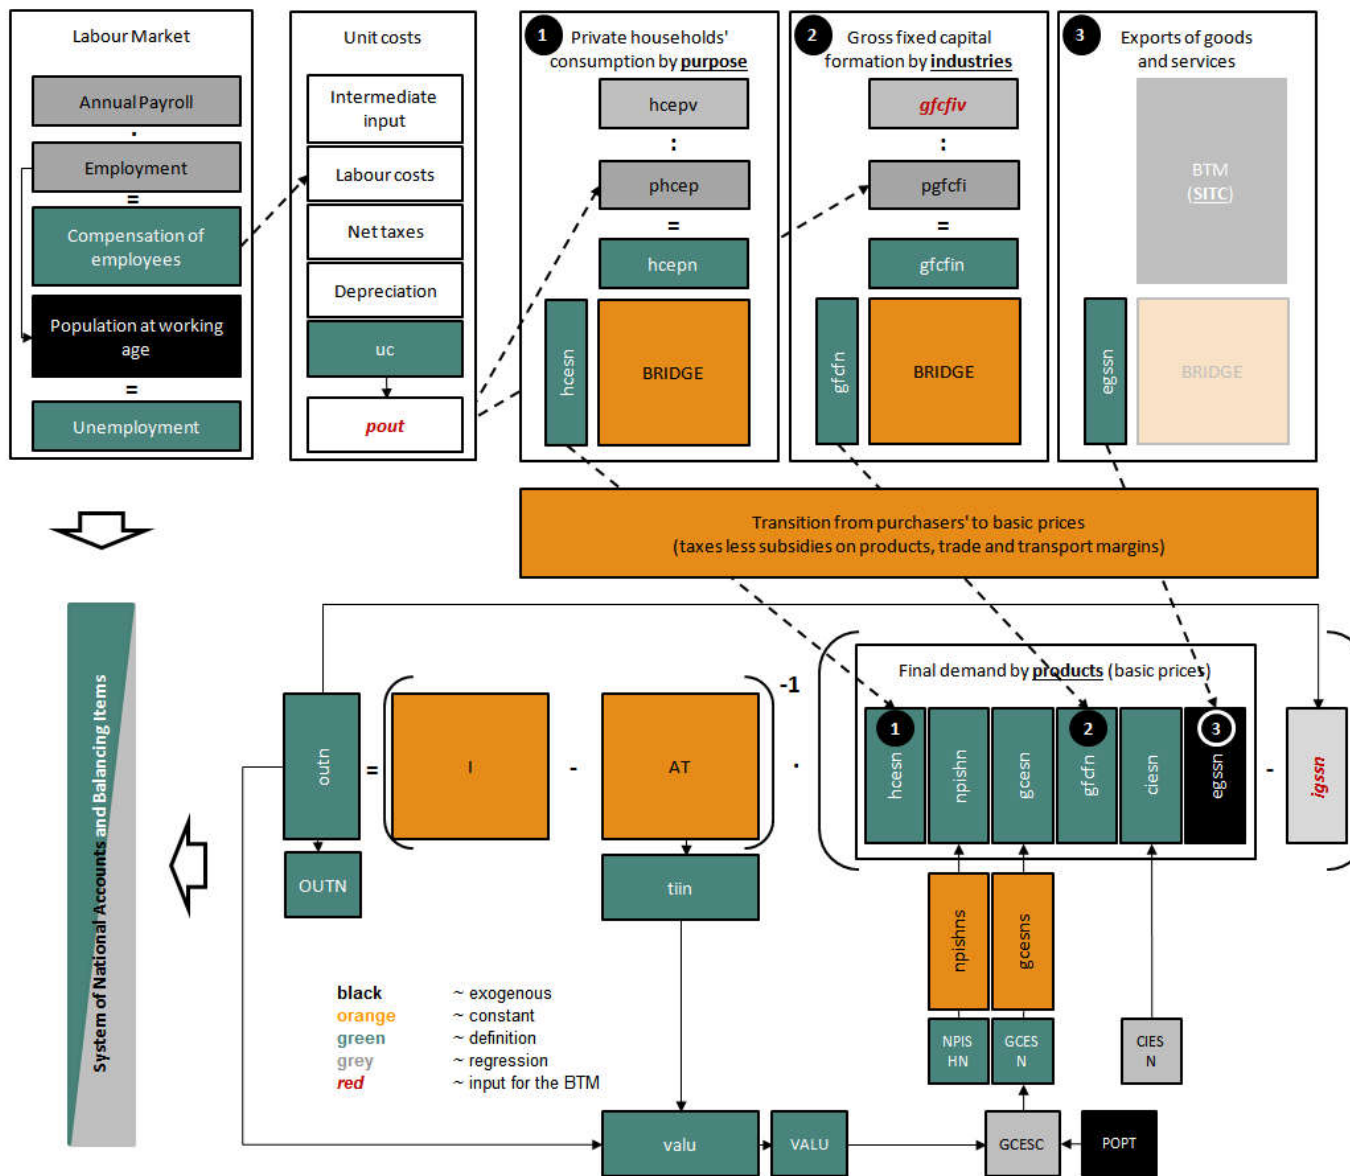 Labour Market
Annual Payroll
.
Employment
=
Compensation of
employees
Population at working
age
=
Unemployment
Unit costs
Intermediate
input
Labour costs
Net taxes
Depreciation
uc
pout
1
Private households'
consumption by purpose
hcepv
:
phcep
=
hcepn
hcesn
BRIDGE
2
Gross fixed capital
formation by industries
gfcfiv
:
pgfcfi
=
gfcfin
gfcfn
BRIDGE
3
Exports of goods
and services
BTM
(SITC)
egssn
BRIDGE
Transition from purchasers' to basic prices
(taxes less subsidies on products, trade and transport margins)
System of National Accounts and Balancing Items
outn
=
(
I
-
AT
)
-1
.
(
Final demand by products (basic prices)
1
hcesn
npishn
gcesn
2
gfcfn
ciesn
3
egssn
-
igssn
)
OUTN
tiin
npishns
gcesns
NPIS
HN
GCES
N
CIES
N
black ~ exogenous
orange ~ constant
green ~ definition
grey ~ regression
red ~ input for the BTM
valu
VALU
GCESC
POPT